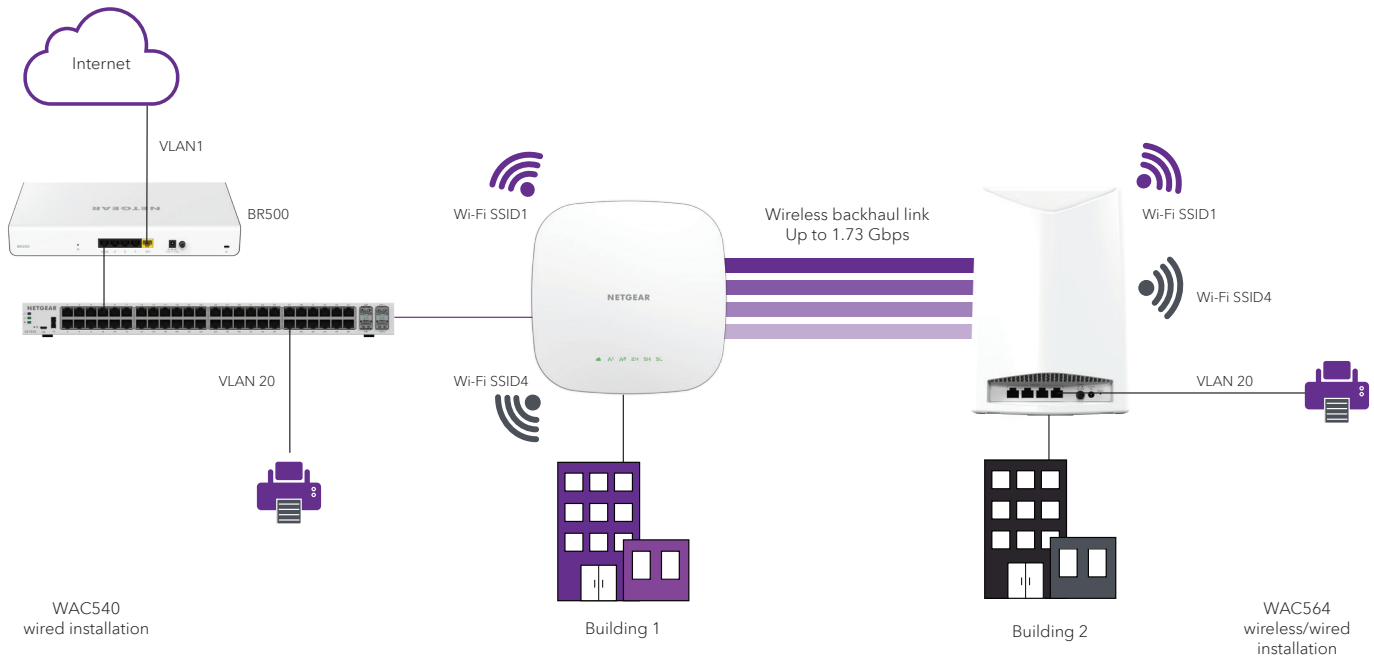 Internet
VLAN1
NETGEAR
BR500
NETGEAR
VLAN 20
Wi-Fi SSID1
Wi-Fi SSID4
NETGEAR
Wireless backhaul link
Up to 1.73 Gbps
Wi-Fi SSID1
Wi-Fi SSID4
VLAN 20
WAC540
wired installation
Building 1
Building 2
WAC564
wireless/wired
installation